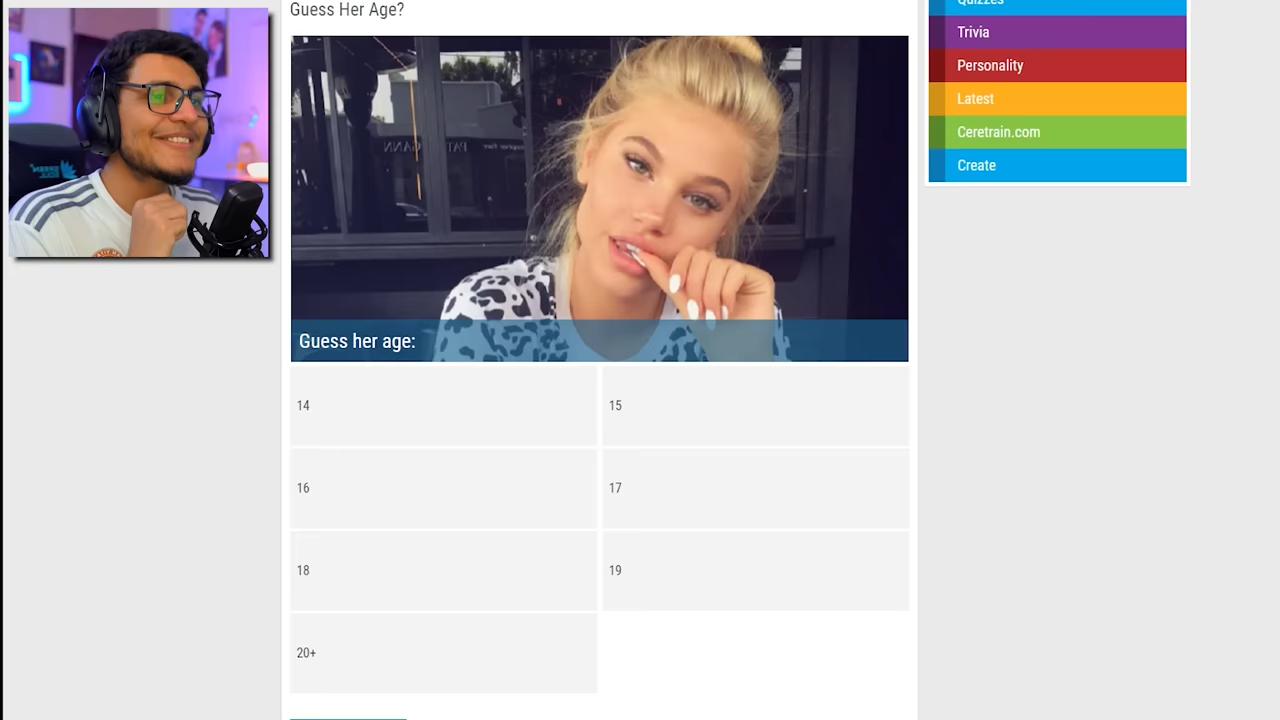 Guess Her Age?
Quizzes
Trivia
Personality
Latest
Ceretrain.com
Create
Guess her age:
14
15
16
17
18
19
20+